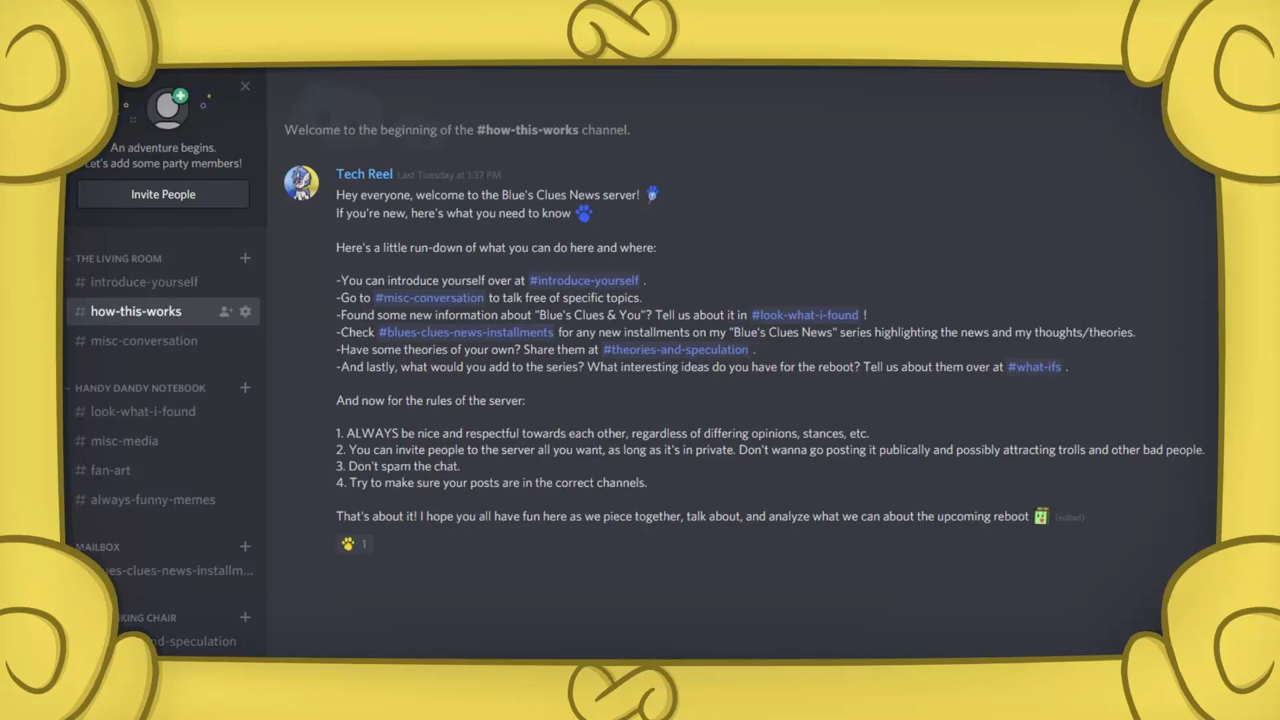 An adventure begins.
Let's add some party members!
Invite People
THE LIVING ROOM
# introduce-yourself
# how-this-works
# misc-conversation
HANDY DANDY NOTEBOOK
# look-what-i-found
# misc-media
# fan-art
# always-funny-memes
MAILBOX
es-clues-news-installm...
KING CHAIR
d-speculation
Welcome to the beginning of the #how-this-works channel.
Tech Reel Last Tuesday at 1:37 PM
Hey everyone, welcome to the Blue's Clues News server!
If you're new, here's what you need to know
Here's a little run-down of what you can do here and where:
-You can introduce yourself over at #introduce-yourself .
-Go to #misc-conversation to talk free of specific topics.
-Found some new information about "Blue's Clues & You"? Tell us about it in #look-what-i-found !
-Check #blues-clues-news-installments for any new installments on my "Blue's Clues News" series highlighting the news and my thoughts/theories.
-Have some theories of your own? Share them at #theories-and-speculation .
-And lastly, what would you add to the series? What interesting ideas do you have for the reboot? Tell us about them over at #what-ifs .
And now for the rules of the server:
1. ALWAYS be nice and respectful towards each other, regardless of differing opinions, stances, etc.
2. You can invite people to the server all you want, as long as it's in private. Don't wanna go posting it publically and possibly attracting trolls and other bad people.
3. Don't spam the chat.
4. Try to make sure your posts are in the correct channels.
That's about it! I hope you all have fun here as we piece together, talk about, and analyze what we can about the upcoming reboot (edited)
1